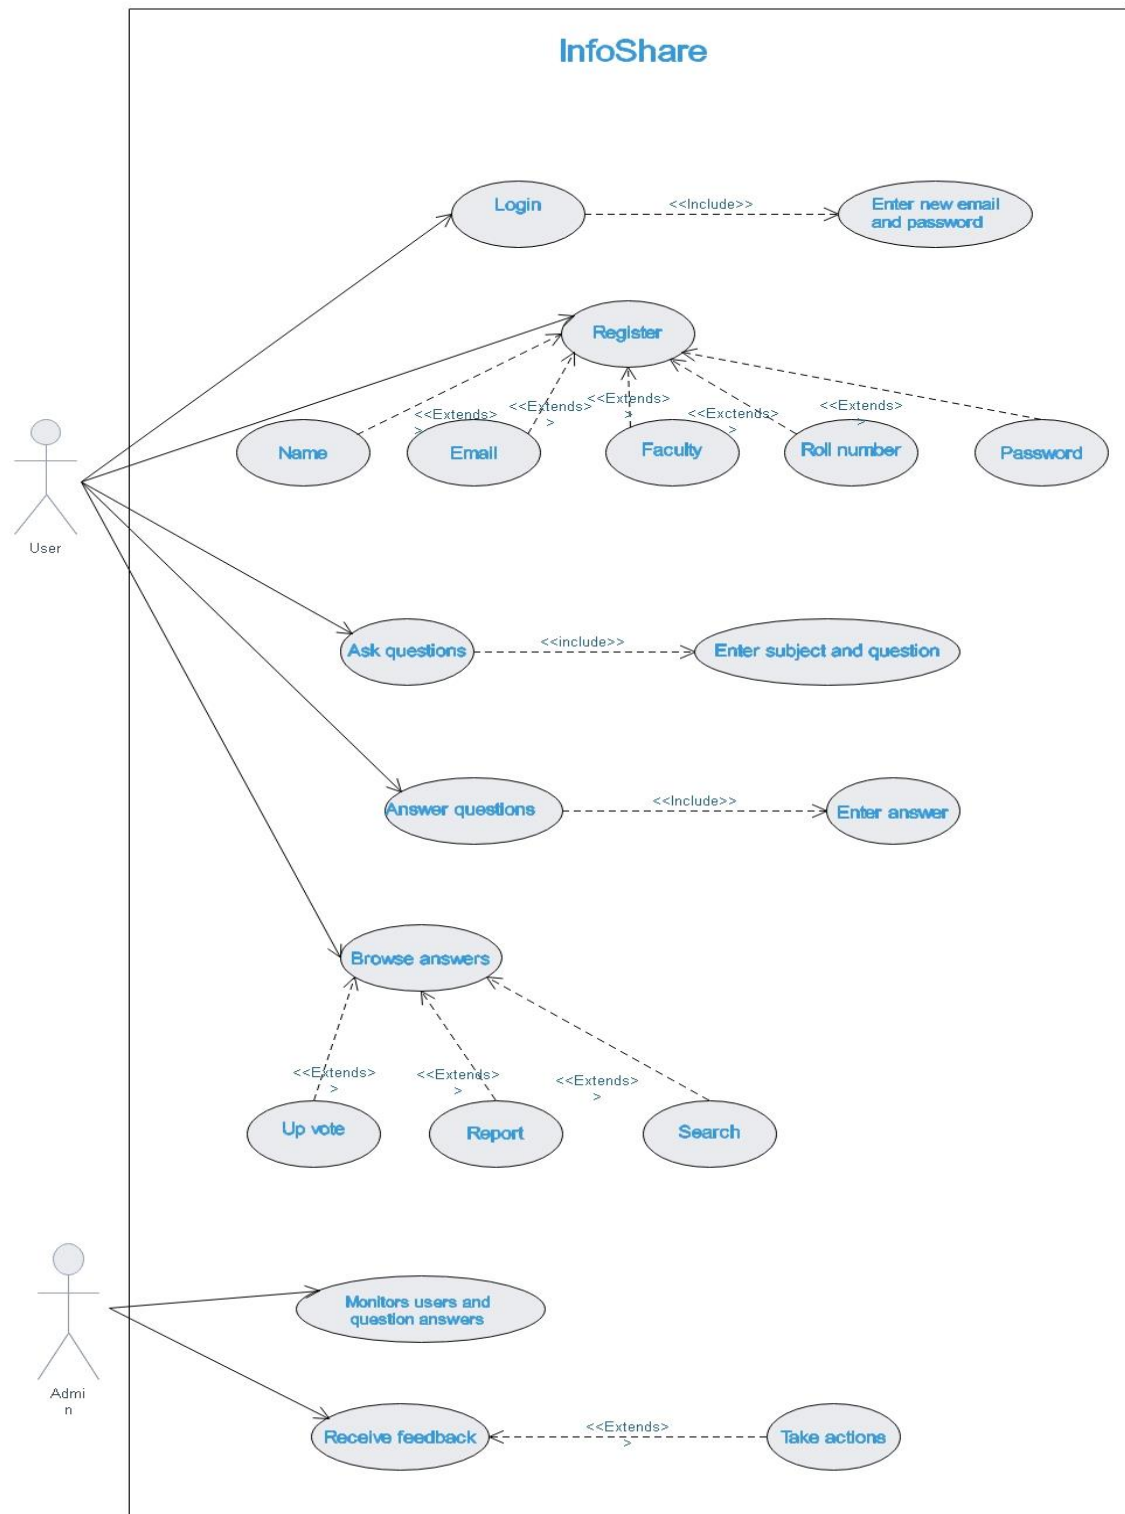 InfoShare
Login
<<Include>>
Enter new email
and password
Register
<<Extends>
>
<<Extends>
>
<<Extends>
>
<<Exctends>
>
<<Extends>
>
Name
Email
Faculty
Roll number
Password
User
Ask questions
<<include>>
Enter subject and question
Answer questions
<<Include>>
Enter answer
Browse answers
<<Extends>
>
<<Extends>
>
<<Extends>
>
Up vote
Report
Search
Monitors users and
question answers
Admi
n
Receive feedback
<<Extends>
>
Take actions